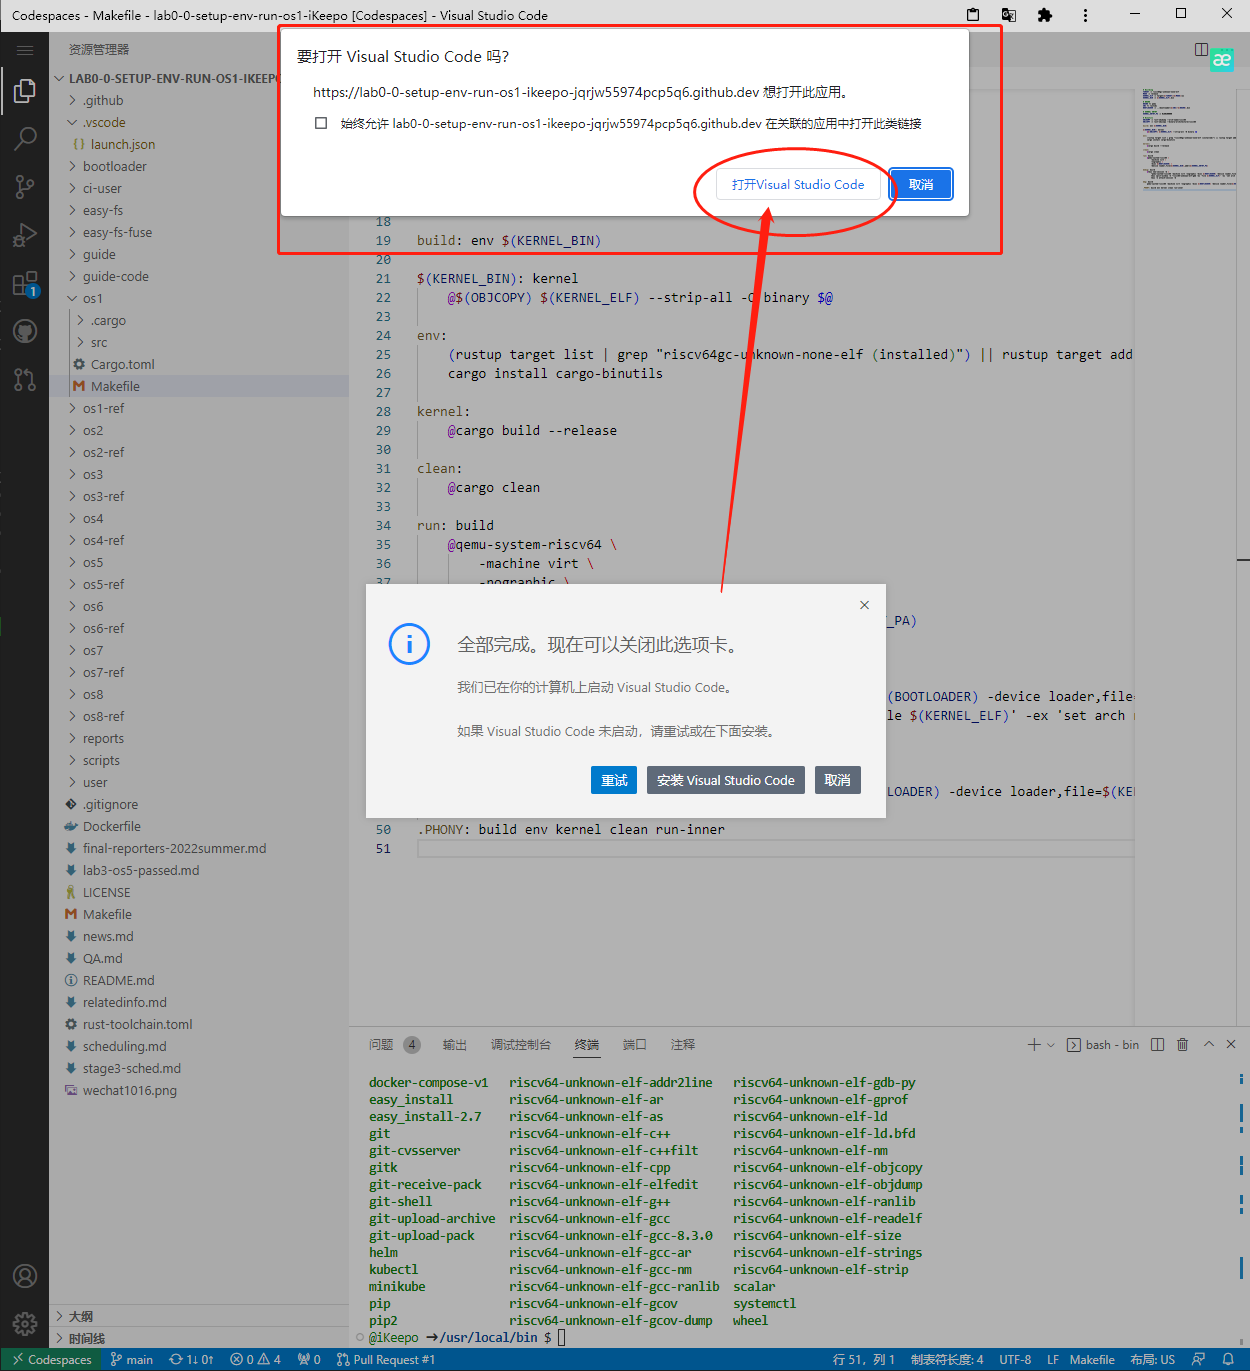 Codespaces - Makefile - lab0-0-setup-env-run-os1-iKeepo [Codespaces] - Visual Studio Code
要打开 Visual Studio Code 吗?
https://lab0-0-setup-env-run-os1-ikeepo-jqrjw55974pcp5q6.github.dev 想打开此应用。
始终允许 lab0-0-setup-env-run-os1-ikeepo-jqrjw55974pcp5q6.github.dev 在关联的应用中打开此类链接
打开Visual Studio Code
取消
资源管理器
LAB0-0-SETUP-ENV-RUN-OS1-IKEEPO
.github
.vscode
{} launch.json
bootloader
ci-user
easy-fs
easy-fs-fuse
guide
guide-code
os1
.cargo
src
Cargo.toml
Makefile
os1-ref
os2
os2-ref
os3
os3-ref
os4
os4-ref
os5
os5-ref
os6
os6-ref
os7
os7-ref
os8
os8-ref
reports
scripts
user
.gitignore
Dockerfile
final-reporters-2022summer.md
lab3-os5-passed.md
LICENSE
Makefile
news.md
QA.md
README.md
relatedinfo.md
rust-toolchain.toml
scheduling.md
stage3-sched.md
wechat1016.png
大纲
时间线
1
æ
18
19 build: env $(KERNEL_BIN)
20
21 $(KERNEL_BIN): kernel
22 @$(OBJCOPY) $(KERNEL_ELF) --strip-all -O binary $@
23
24 env:
25 (rustup target list | grep "riscv64gc-unknown-none-elf (installed)") || rustup target add
26 cargo install cargo-binutils
27
28 kernel:
29 @cargo build --release
30
31 clean:
32 @cargo clean
33
34 run: build
35 @qemu-system-riscv64 \
36 -machine virt \
37 -nographic \
_PA)
(BOOTLOADER) -device loader,file=
le $(KERNEL_ELF)' -ex 'set arch
LOADER) -device loader,file=$(KE
全部完成。现在可以关闭此选项卡。
我们已在你的计算机上启动 Visual Studio Code。
如果 Visual Studio Code 未启动，请重试或在下面安装。
重试
安装 Visual Studio Code
取消
50 .PHONY: build env kernel clean run-inner
51
问题 4 输出 调试控制台 终端 端口 注释
bash - bin
docker-compose-v1 riscv64-unknown-elf-addr2line riscv64-unknown-elf-gdb-py
easy_install riscv64-unknown-elf-ar riscv64-unknown-elf-gprof
easy_install-2.7 riscv64-unknown-elf-as riscv64-unknown-elf-ld
git riscv64-unknown-elf-c++ riscv64-unknown-elf-ld.bfd
git-cvsserver riscv64-unknown-elf-c++filt riscv64-unknown-elf-nm
gitk riscv64-unknown-elf-cpp riscv64-unknown-elf-objcopy
git-receive-pack riscv64-unknown-elf-elfedit riscv64-unknown-elf-objdump
git-shell riscv64-unknown-elf-g++ riscv64-unknown-elf-ranlib
git-upload-archive riscv64-unknown-elf-gcc riscv64-unknown-elf-readelf
git-upload-pack riscv64-unknown-elf-gcc-8.3.0 riscv64-unknown-elf-size
helm riscv64-unknown-elf-gcc-ar riscv64-unknown-elf-strings
kubectl riscv64-unknown-elf-gcc-nm riscv64-unknown-elf-strip
minikube riscv64-unknown-elf-gcc-ranlib scalar
pip riscv64-unknown-elf-gcov systemctl
pip2 riscv64-unknown-elf-gcov-dump wheel
@iKeepo ➜/usr/local/bin $
Codespaces main 1↓ 0↑ 0 4 0 Pull Request #1 行 51，列 1 制表符长度: 4 UTF-8 LF Makefile 布局: US